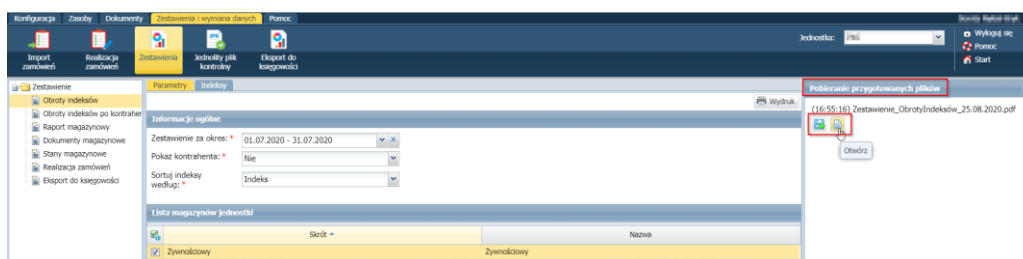 Konfiguracja Zasoby Dokumenty Zestawienia i wymiana danych Pomoc
Import zamówień
Realizacja zamówień
Zestawienia
Jednolity plik kontrolny
Eksport do księgowości
Jednostka:
Wyloguj się
Pomoc
Start
Zestawienie
Obroty indeksów
Obroty indeksów po kontraher
Raport magazynowy
Dokumenty magazynowe
Stany magazynowe
Realizacja zamówień
Eksport do księgowości
Parametry Indeksy
Wydruk
Informacje ogólne
Zestawienie za okres: * 01.07.2020 - 31.07.2020
Pokaż kontrahenta: * Nie
Sortuj indeksy według: * Indeks
Lista magazynów jednostki
Skrót Nazwa
Żywnościowy Żywnościowy
Pobieranie przygotowanych plików
(16:55:16) Zestawienie_ObrotyIndeksów_25.08.2020.pdf
Otwórz